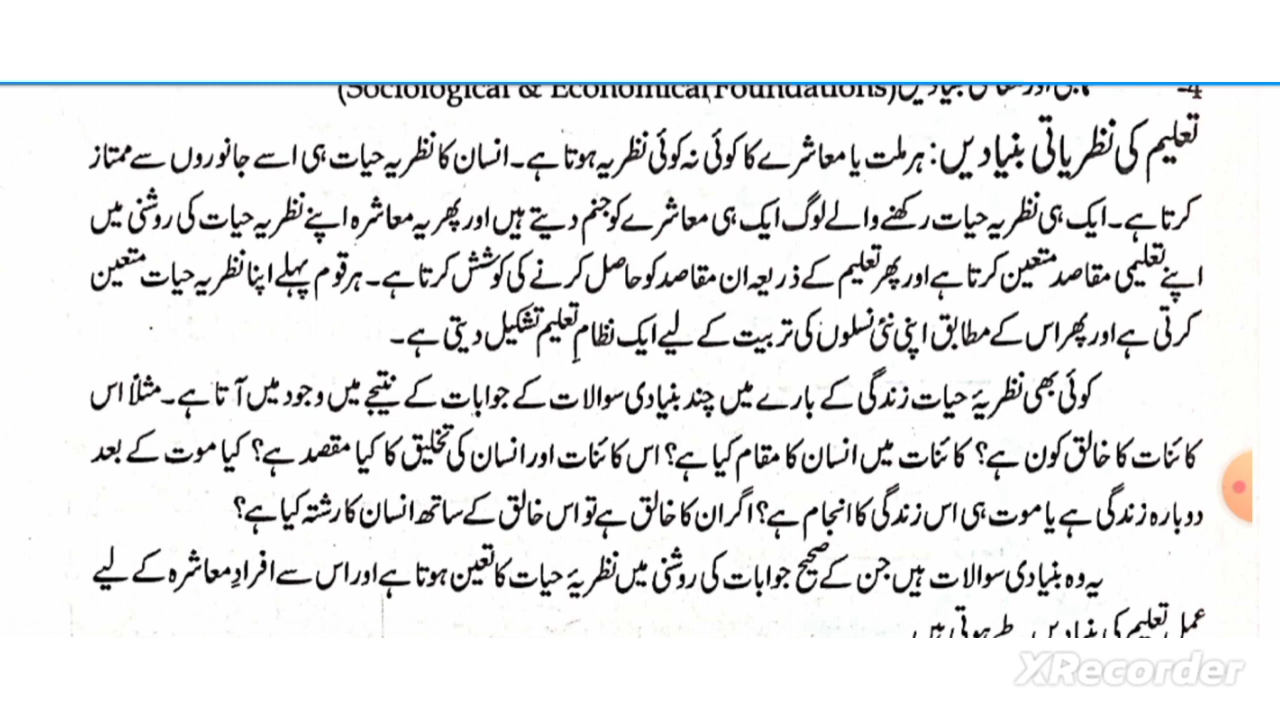 4- (Sociological & Economical Foundations)
تعلیم کی نظریاتی بنیادیں: ہر ملت یا معاشرے کا کوئی نہ کوئی نظریہ ہوتا ہے۔ انسان کا نظریہ حیات ہی اسے جانوروں سے ممتاز
کرتا ہے۔ ایک ہی نظریہ حیات رکھنے والے لوگ ایک ہی معاشرے کو جنم دیتے ہیں اور پھر یہ معاشرہ اپنے نظریہ حیات کی روشنی میں
اپنے تعلیمی مقاصد متعین کرتا ہے اور پھر تعلیم کے ذریعہ ان مقاصد کو حاصل کرنے کی کوشش کرتا ہے۔ ہر قوم پہلے اپنا نظریہ حیات متعین
کرتی ہے اور پھر اس کے مطابق اپنی نئی نسلوں کی تربیت کے لیے ایک نظامِ تعلیم تشکیل دیتی ہے۔
کوئی بھی نظریۂ حیات زندگی کے بارے میں چند بنیادی سوالات کے جوابات کے نتیجے میں وجود میں آتا ہے۔ مثلاً اس
کائنات کا خالق کون ہے؟ کائنات میں انسان کا مقام کیا ہے؟ اس کائنات اور انسان کی تخلیق کا کیا مقصد ہے؟ کیا موت کے بعد
دوبارہ زندگی ہے یا موت ہی اس زندگی کا انجام ہے؟ اگر ان کا خالق ہے تو اس خالق کے ساتھ انسان کا رشتہ کیا ہے؟
یہ وہ بنیادی سوالات ہیں جن کے صحیح جوابات کی روشنی میں نظریۂ حیات کا تعین ہوتا ہے اور اس سے افرادِ معاشرہ کے لیے
عملِ تعلیم کی بنیادیں طے ہوتی ہیں
XRecorder